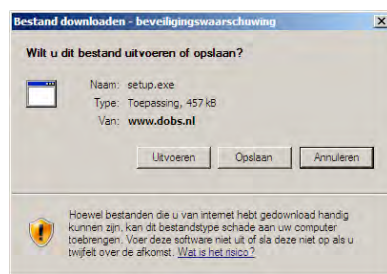 Bestand downloaden - beveiligingswaarschuwing
Wilt u dit bestand uitvoeren of opslaan?
Naam: setup.exe
Type: Toepassing, 457 kB
Van: www.dobs.nl
Uitvoeren Opslaan Annuleren
Hoewel bestanden die u van internet hebt gedownload handig
kunnen zijn, kan dit bestandstype schade aan uw computer
toebrengen. Voer deze software niet uit of sla deze niet op als u
twijfelt over de afkomst. Wat is het risico?